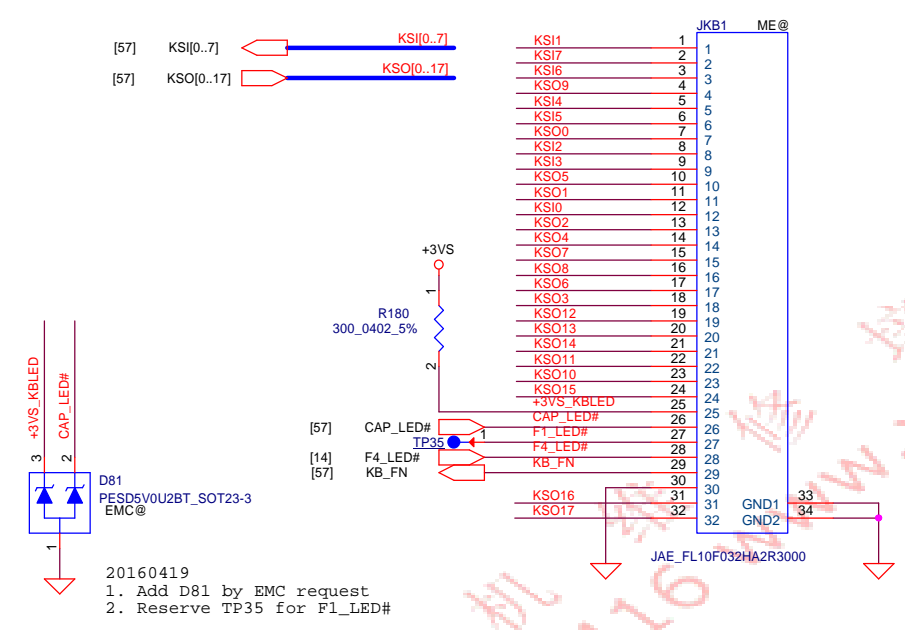 JKB1 ME@
[57] KSI[0..7] KSI[0..7]
[57] KSO[0..17] KSO[0..17]
KSI1 1 1
KSI7 2 2
KSI6 3 3
KSO9 4 4
KSI4 5 5
KSI5 6 6
KSO0 7 7
KSI2 8 8
KSI3 9 9
KSO5 10 10
KSO1 11 11
KSI0 12 12
KSO2 13 13
KSO4 14 14
KSO7 15 15
KSO8 16 16
KSO6 17 17
KSO3 18 18
KSO12 19 19
KSO13 20 20
KSO14 21 21
KSO11 22 22
KSO10 23 23
KSO15 24 24
+3VS_KBLED 25 25
[57] CAP_LED# CAP_LED# 26 26
TP35 1 F1_LED# 27 27
[14] F4_LED# F4_LED# 28 28
[57] KB_FN KB_FN 29 29
30 30
KSO16 31 31 GND1 33
KSO17 32 32 GND2 34
JAE_FL10F032HA2R3000
+3VS
1
R180
300_0402_5%
2
+3VS_KBLED
CAP_LED#
3 2
D81
PESD5V0U2BT_SOT23-3
EMC@
1
20160419
1. Add D81 by EMC request
2. Reserve TP35 for F1_LED#
机 维 修
16 www.